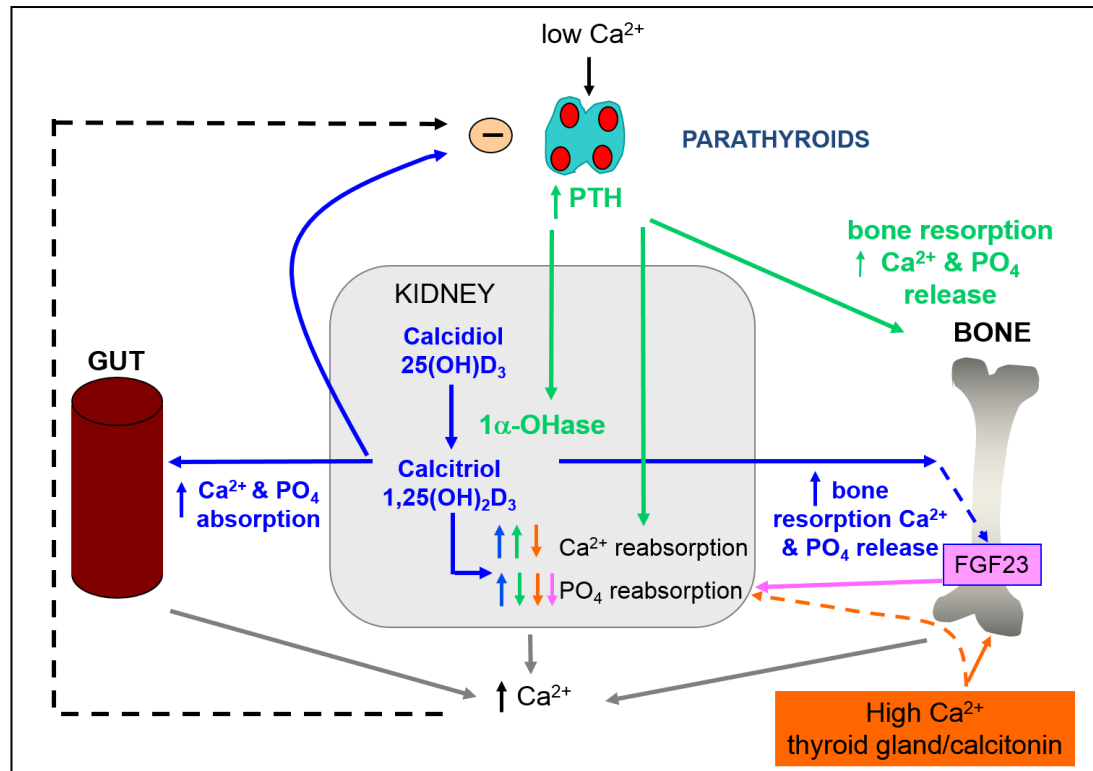 low Ca²⁺
−
PARATHYROIDS
PTH
bone resorption
Ca²⁺ & PO₄
release
BONE
KIDNEY
Calcidiol
25(OH)D₃
GUT
1α-OHase
Calcitriol
1,25(OH)₂D₃
Ca²⁺ & PO₄
absorption
bone
resorption Ca²⁺
& PO₄ release
Ca²⁺ reabsorption
FGF23
PO₄ reabsorption
Ca²⁺
High Ca²⁺
thyroid gland/calcitonin